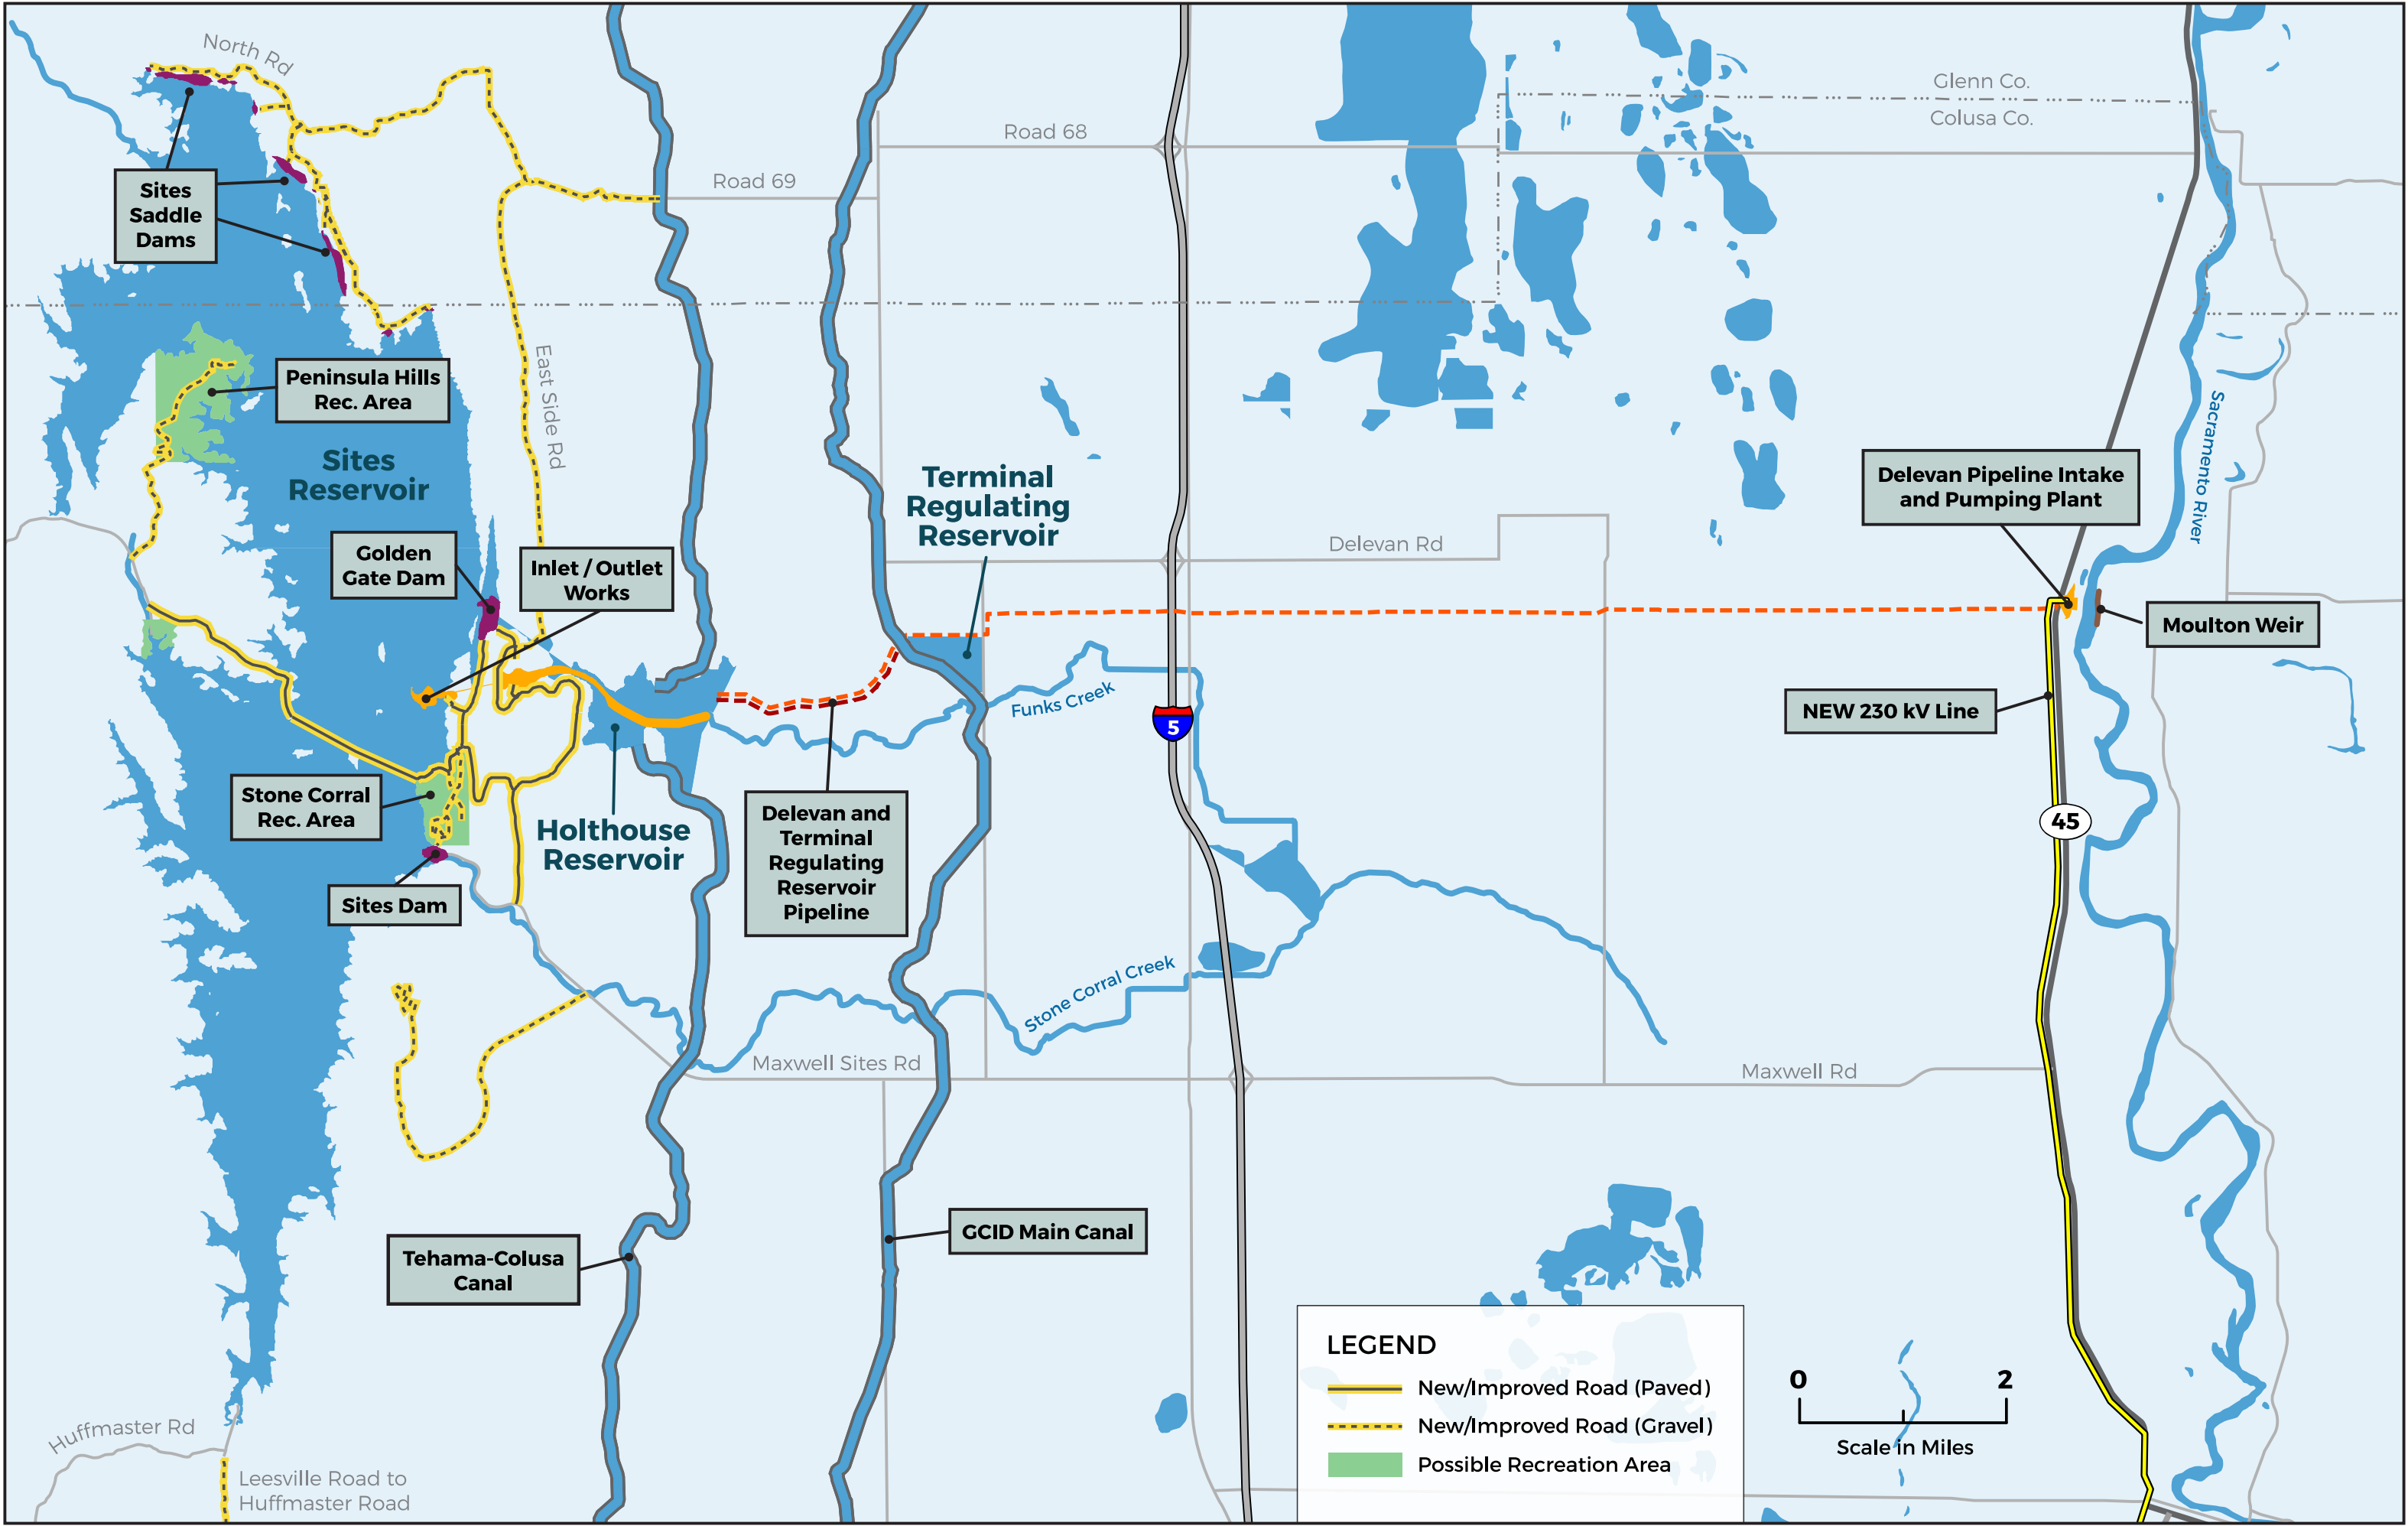 North Rd
Glenn Co.
Colusa Co.
Road 68
Road 69
Sites
Saddle
Dams
East Side Rd
Peninsula Hills
Rec. Area
Sites
Reservoir
Sacramento River
Terminal
Regulating
Reservoir
Delevan Pipeline Intake
and Pumping Plant
Delevan Rd
Golden
Gate Dam
Inlet / Outlet
Works
Moulton Weir
Funks Creek
NEW 230 kV Line
5
Stone Corral
Rec. Area
Holthouse
Reservoir
Delevan and
Terminal
Regulating
Reservoir
Pipeline
45
Sites Dam
Stone Corral Creek
Maxwell Sites Rd
Maxwell Rd
Tehama-Colusa
Canal
GCID Main Canal
LEGEND
New/Improved Road (Paved)
New/Improved Road (Gravel)
Possible Recreation Area
0 2
Scale in Miles
Huffmaster Rd
Leesville Road to
Huffmaster Road